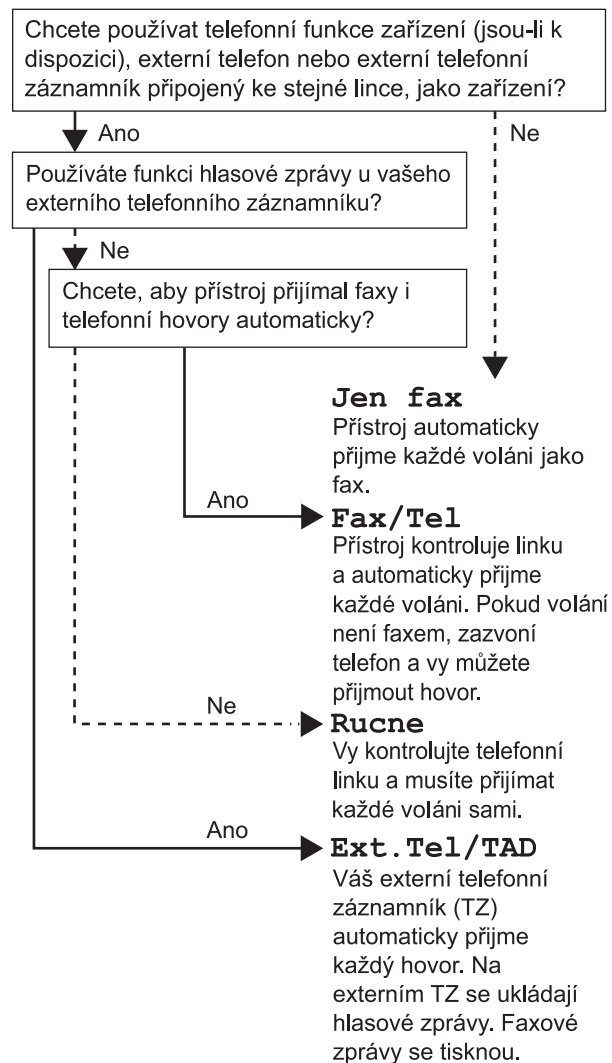 Chcete používat telefonní funkce zařízení (jsou-li k
dispozici), externí telefon nebo externí telefonní
záznamník připojený ke stejné lince, jako zařízení?
Ano
Ne
Používáte funkci hlasové zprávy u vašeho
externího telefonního záznamníku?
Ne
Chcete, aby přístroj přijímal faxy i
telefonní hovory automaticky?
Jen fax
Přístroj automaticky
přijme každé voláni jako
fax.
Ano
Fax/Tel
Přístroj kontroluje linku
a automaticky přijme
každé voláni. Pokud volání
není faxem, zazvoní
telefon a vy můžete
přijmout hovor.
Ne
Rucne
Vy kontrolujte telefonní
linku a musíte přijímat
každé voláni sami.
Ano
Ext.Tel/TAD
Váš externí telefonní
záznamník (TZ)
automaticky přijme
každý hovor. Na
externím TZ se ukládají
hlasové zprávy. Faxové
zprávy se tisknou.